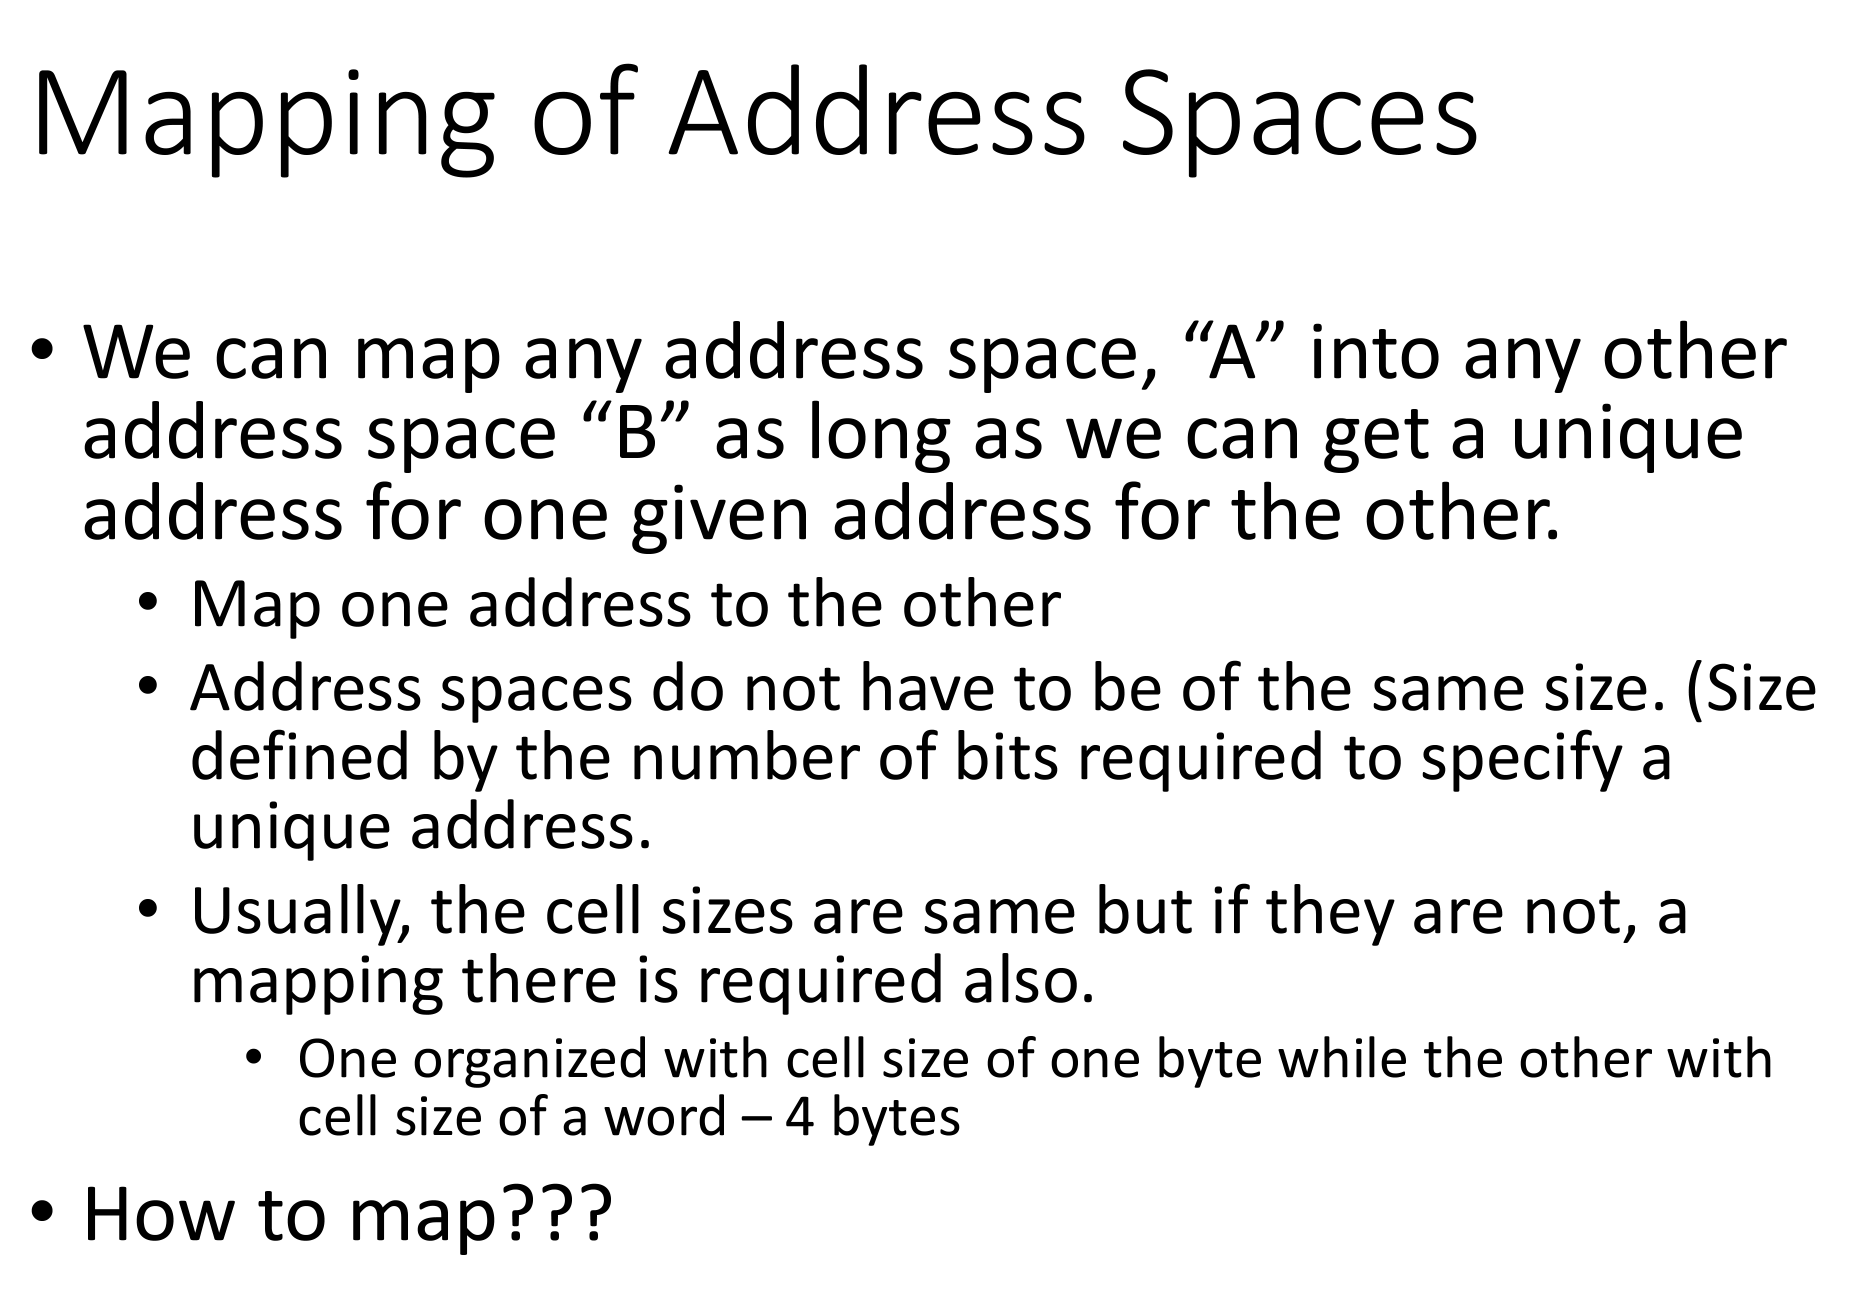 Mapping of Address Spaces
• We can map any address space, “A” into any other
address space “B” as long as we can get a unique
address for one given address for the other.
• Map one address to the other
• Address spaces do not have to be of the same size. (Size
defined by the number of bits required to specify a
unique address.
• Usually, the cell sizes are same but if they are not, a
mapping there is required also.
• One organized with cell size of one byte while the other with
cell size of a word – 4 bytes
• How to map???